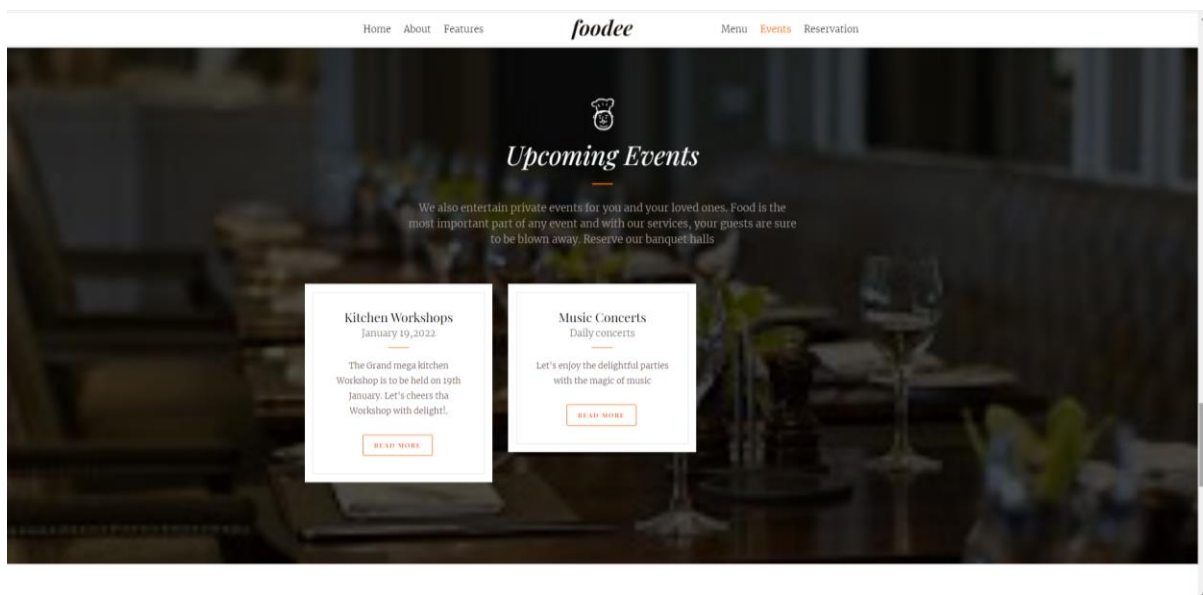 Home About Features foodee Menu Events Reservation
Upcoming Events
We also entertain private events for you and your loved ones. Food is the
most important part of any event and with our services, your guests are sure
to be blown away. Reserve our banquet halls
Kitchen Workshops
January 19,2022
The Grand mega kitchen
Workshop is to be held on 19th
January. Let's cheers tha
Workshop with delight!.
READ MORE
Music Concerts
Daily concerts
Let's enjoy the delightful parties
with the magic of music
READ MORE